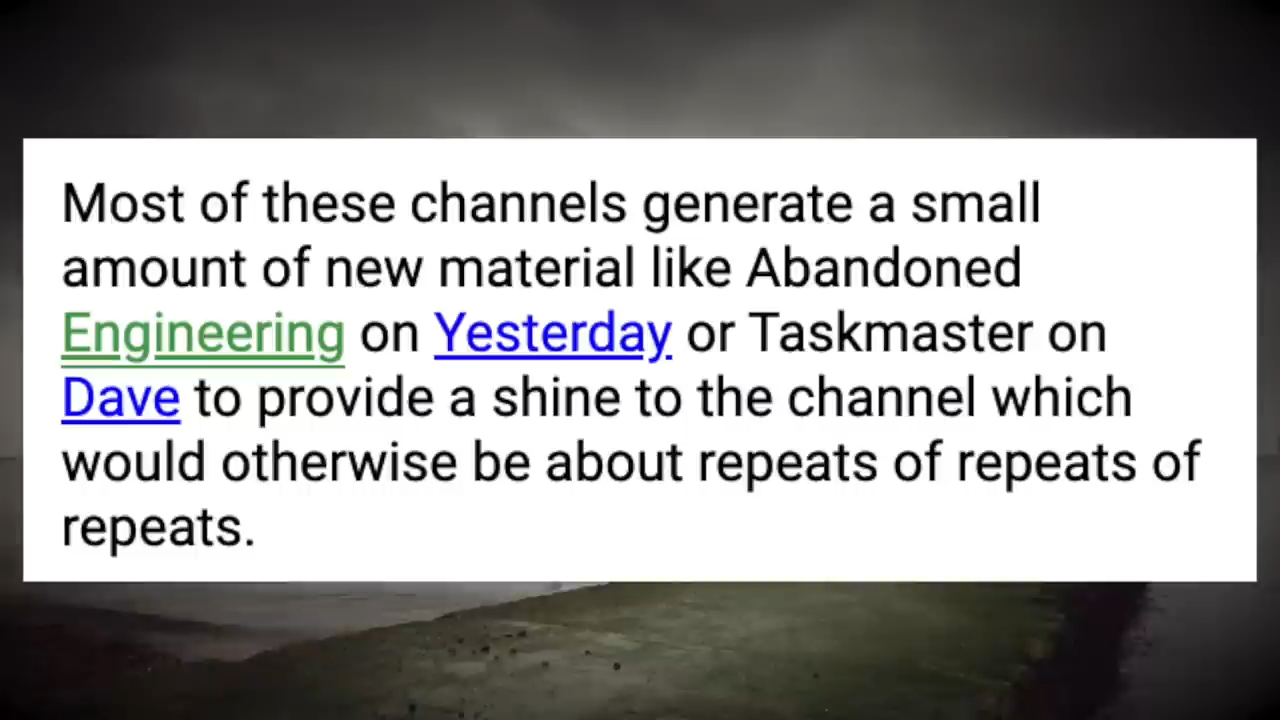 Most of these channels generate a small
amount of new material like Abandoned
Engineering on Yesterday or Taskmaster on
Dave to provide a shine to the channel which
would otherwise be about repeats of repeats of
repeats.